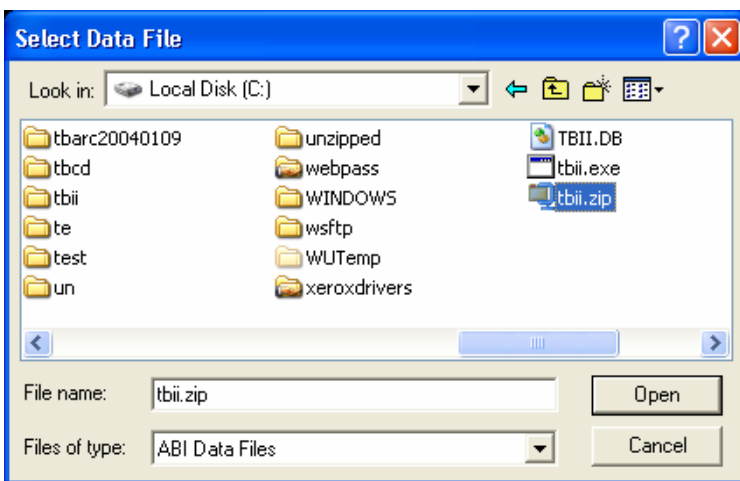 Select Data File
Look in: Local Disk (C:)
tbarc20040109 unzipped TBII.DB
tbcd webpass tbii.exe
tbii WINDOWS tbii.zip
te wsftp
test WUTemp
un xeroxdrivers
File name: tbii.zip Open
Files of type: ABI Data Files Cancel